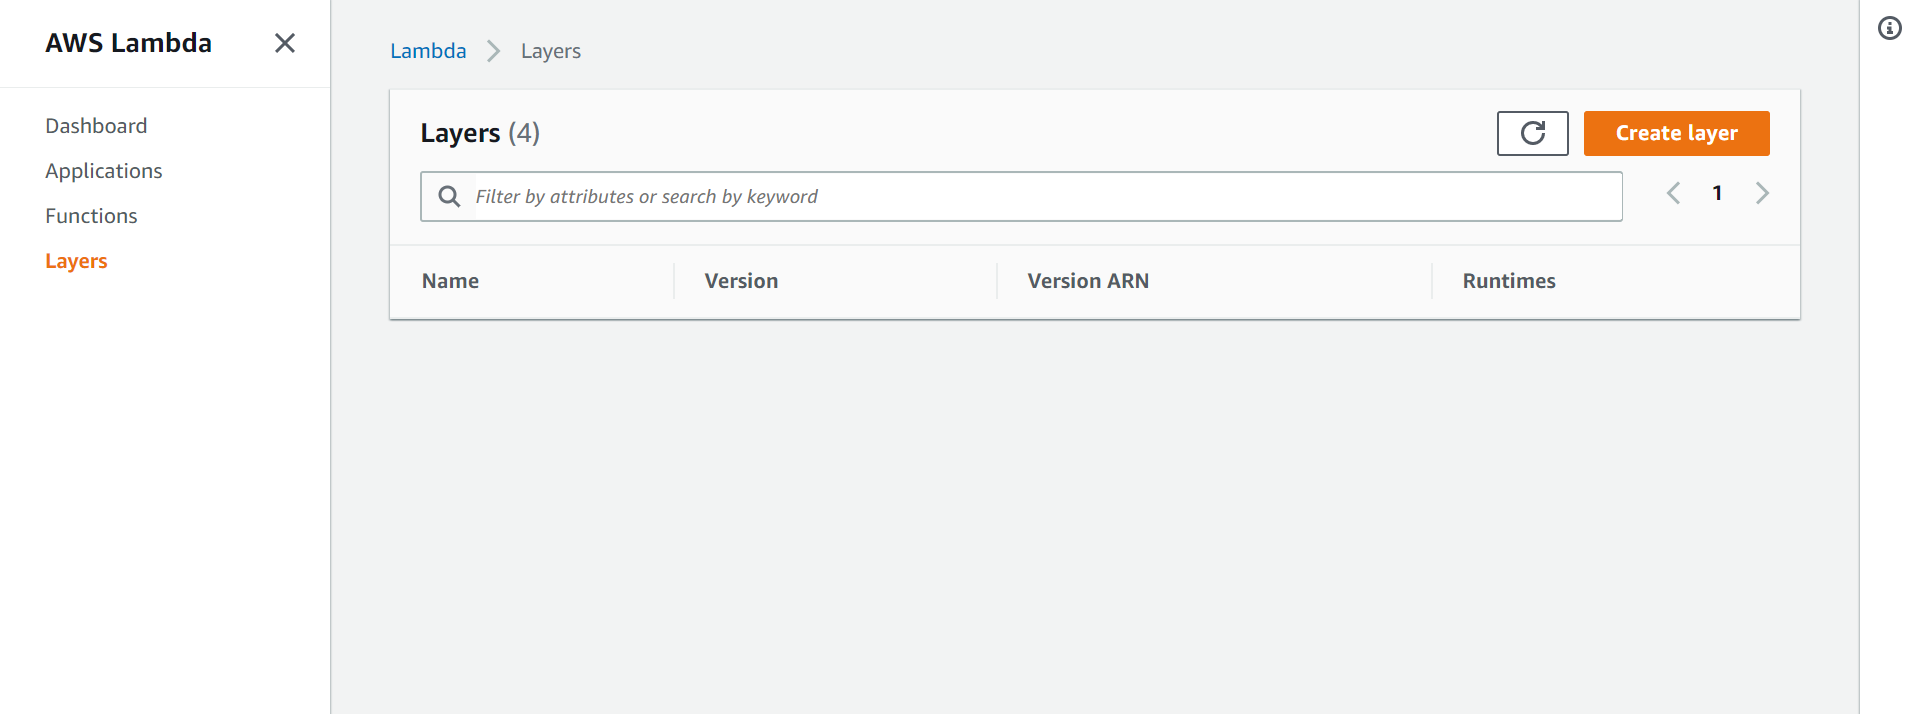 AWS Lambda
Dashboard
Applications
Functions
Layers
Lambda > Layers
Layers (4)
Create layer
Filter by attributes or search by keyword
1
Name Version Version ARN Runtimes